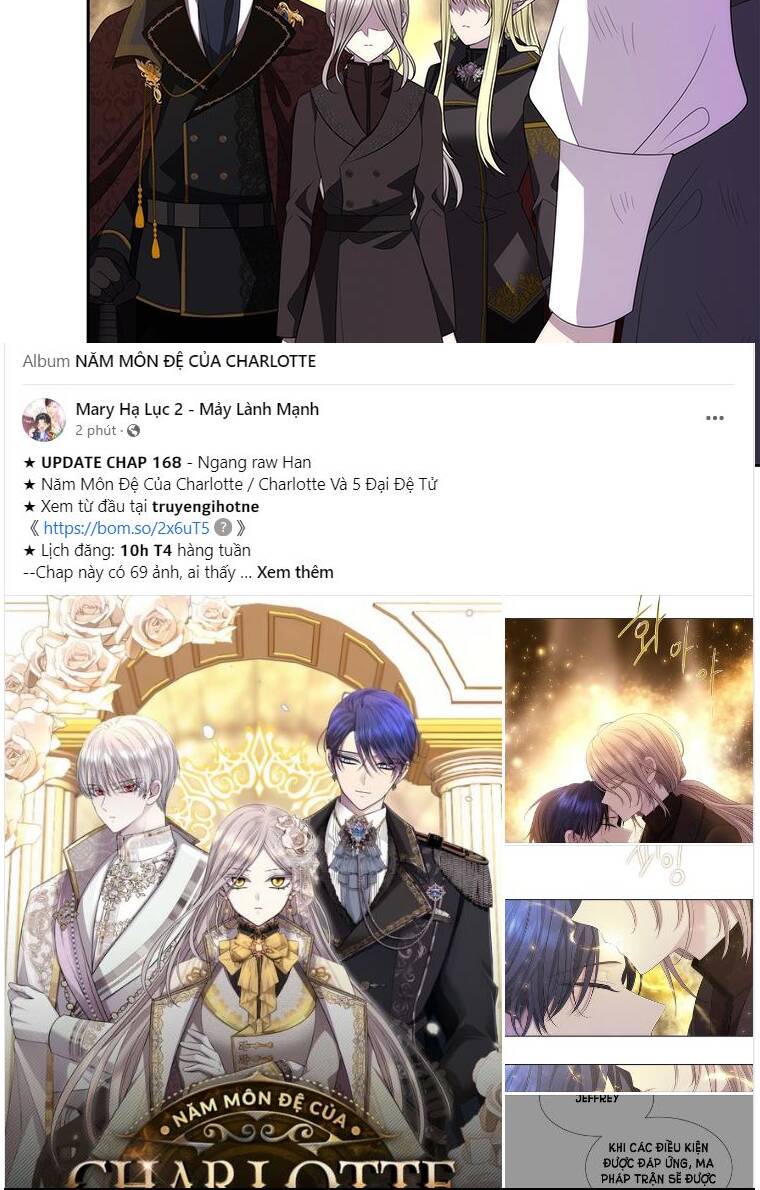 Album NĂM MÔN ĐỆ CỦA CHARLOTTE
Mary Hạ Lục 2 - Mảy Lành Mạnh
2 phút ·
★ UPDATE CHAP 168 - Ngang raw Han
★ Năm Môn Đệ Của Charlotte / Charlotte Và 5 Đại Đệ Tử
★ Xem từ đầu tại truyengihotne
《 https://bom.so/2x6uT5 ? 》
★ Lịch đăng: 10h T4 hàng tuần
--Chap này có 69 ảnh, ai thấy ... Xem thêm
화아아
NĂM MÔN ĐỆ CỦA
CHARLOTTE
JEFFREY
KHI CÁC ĐIỀU KIỆN
ĐƯỢC ĐÁP ỨNG, MA
PHÁP TRẬN SẼ ĐƯỢC